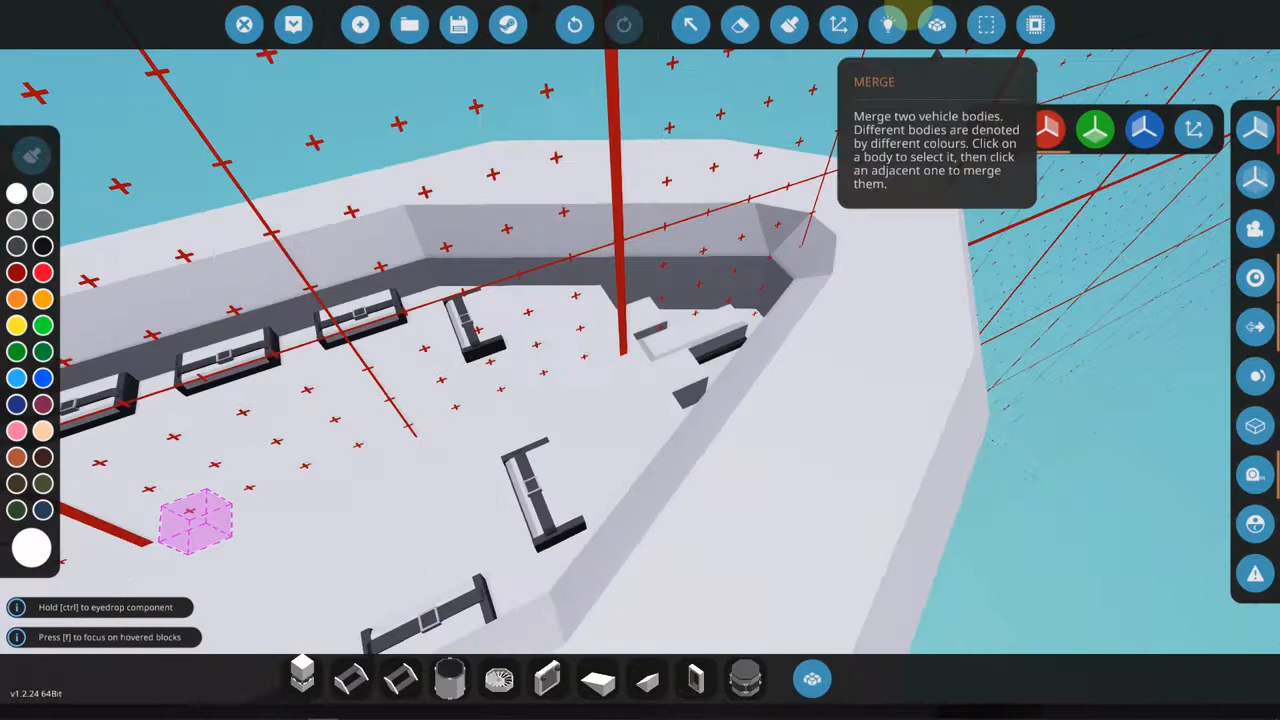 MERGE
Merge two vehicle bodies.
Different bodies are denoted
by different colours. Click on
a body to select it, then click
an adjacent one to merge
them.
Hold [ctrl] to eyedrop component
Press [f] to focus on hovered blocks
v1.2.24 64Bit